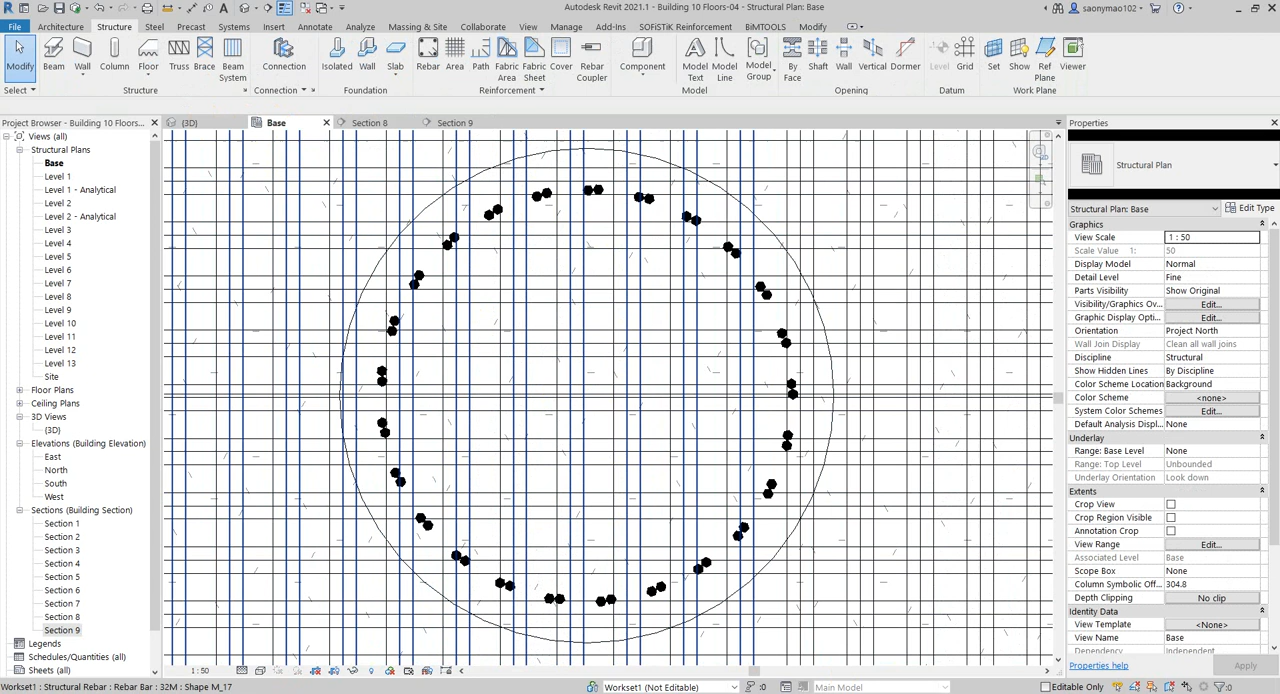 Autodesk Revit 2021.1 - Building 10 Floors-04 - Structural Plan: Base
saonymao102
File Architecture Structure Steel Precast Systems Insert Annotate Analyze Massing & Site Collaborate View Manage Add-Ins SOFiSTiK Reinforcement BiMTOOLS Modify
Modify Beam Wall Column Floor Truss Brace Beam System Connection Isolated Wall Slab Rebar Area Path Fabric Area Fabric Sheet Cover Rebar Coupler Component Model Text Model Line Model Group By Face Shaft Wall Vertical Dormer Level Grid Set Show Ref Plane Viewer
Select Structure Connection Foundation Reinforcement Model Opening Datum Work Plane
Project Browser - Building 10 Floors...
{3D}
Base
Section 8
Section 9
Properties
Views (all)
Structural Plans
Base
Level 1
Level 1 - Analytical
Level 2
Level 2 - Analytical
Level 3
Level 4
Level 5
Level 6
Level 7
Level 8
Level 9
Level 10
Level 11
Level 12
Level 13
Site
Floor Plans
Ceiling Plans
3D Views
{3D}
Elevations (Building Elevation)
East
North
South
West
Sections (Building Section)
Section 1
Section 2
Section 3
Section 4
Section 5
Section 6
Section 7
Section 8
Section 9
Legends
Schedules/Quantities (all)
Sheets (all)
Structural Plan
Structural Plan: Base Edit Type
Graphics
View Scale 1 : 50
Scale Value 1: 50
Display Model Normal
Detail Level Fine
Parts Visibility Show Original
Visibility/Graphics Ov... Edit...
Graphic Display Opti... Edit...
Orientation Project North
Wall Join Display Clean all wall joins
Discipline Structural
Show Hidden Lines By Discipline
Color Scheme Location Background
Color Scheme <none>
System Color Schemes Edit...
Default Analysis Displ... None
Underlay
Range: Base Level None
Range: Top Level Unbounded
Underlay Orientation Look down
Extents
Crop View
Crop Region Visible
Annotation Crop
View Range Edit...
Associated Level Base
Scope Box None
Column Symbolic Off... 304.8
Depth Clipping No clip
Identity Data
View Template <None>
View Name Base
Dependency Independent
Properties help Apply
1 : 50
Workset1 : Structural Rebar : Rebar Bar : 32M : Shape M_17
Workset1 (Not Editable) :0 Main Model Editable Only :0